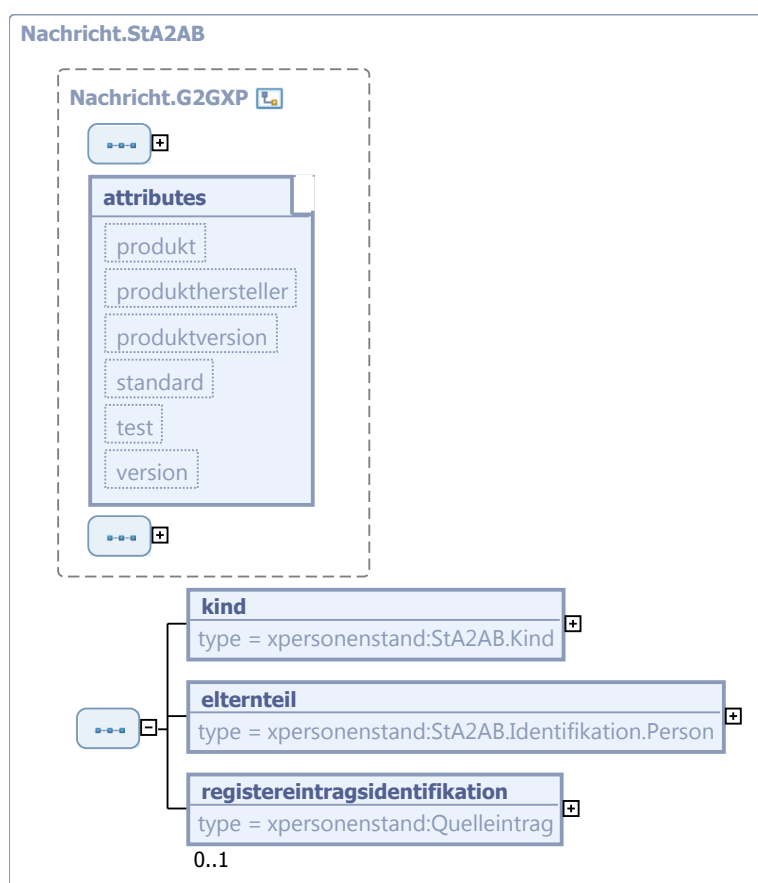 Nachricht.StA2AB
Nachricht.G2GXP
attributes
produkt
produkthersteller
produktversion
standard
test
version
kind
type = xpersonenstand:StA2AB.Kind
elternteil
type = xpersonenstand:StA2AB.Identifikation.Person
registereintragsidentifikation
type = xpersonenstand:Quelleintrag
0..1